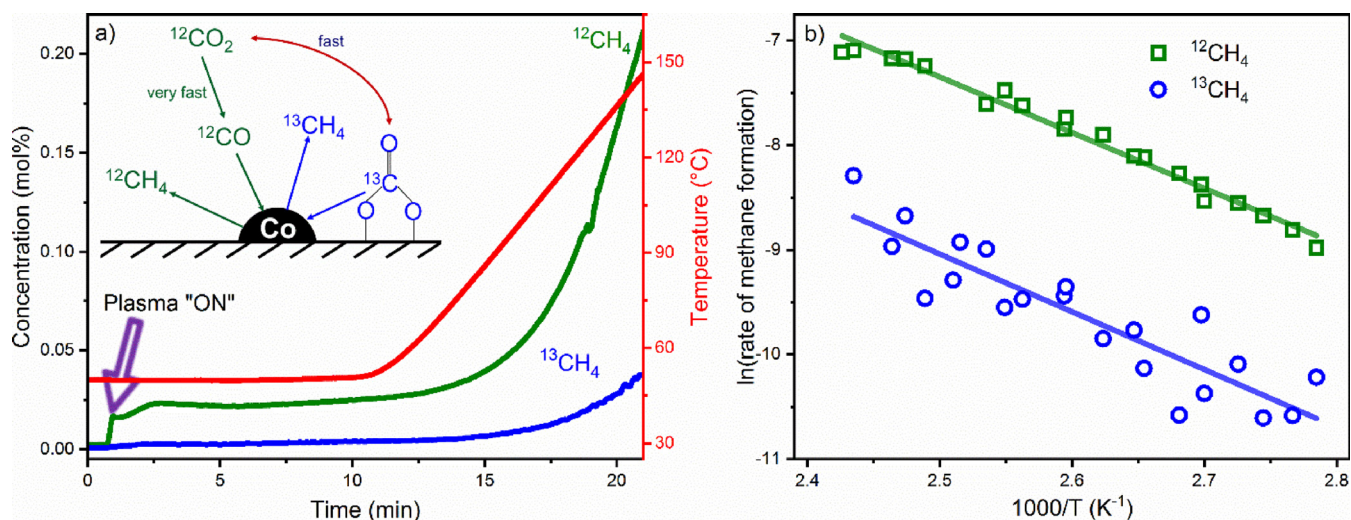 a)
¹²CO₂
fast
very fast
¹²CO
¹³CH₄
¹²CH₄
Co
O
¹³C
O
O
Plasma "ON"
¹²CH₄
¹³CH₄
Concentration (mol%)
0.20
0.15
0.10
0.05
0.00
0
5
10
15
20
Time (min)
150
120
90
60
30
Temperature (°C)
b)
¹²CH₄
¹³CH₄
ln(rate of methane formation)
-7
-8
-9
-10
-11
2.4
2.5
2.6
2.7
2.8
1000/T (K⁻¹)